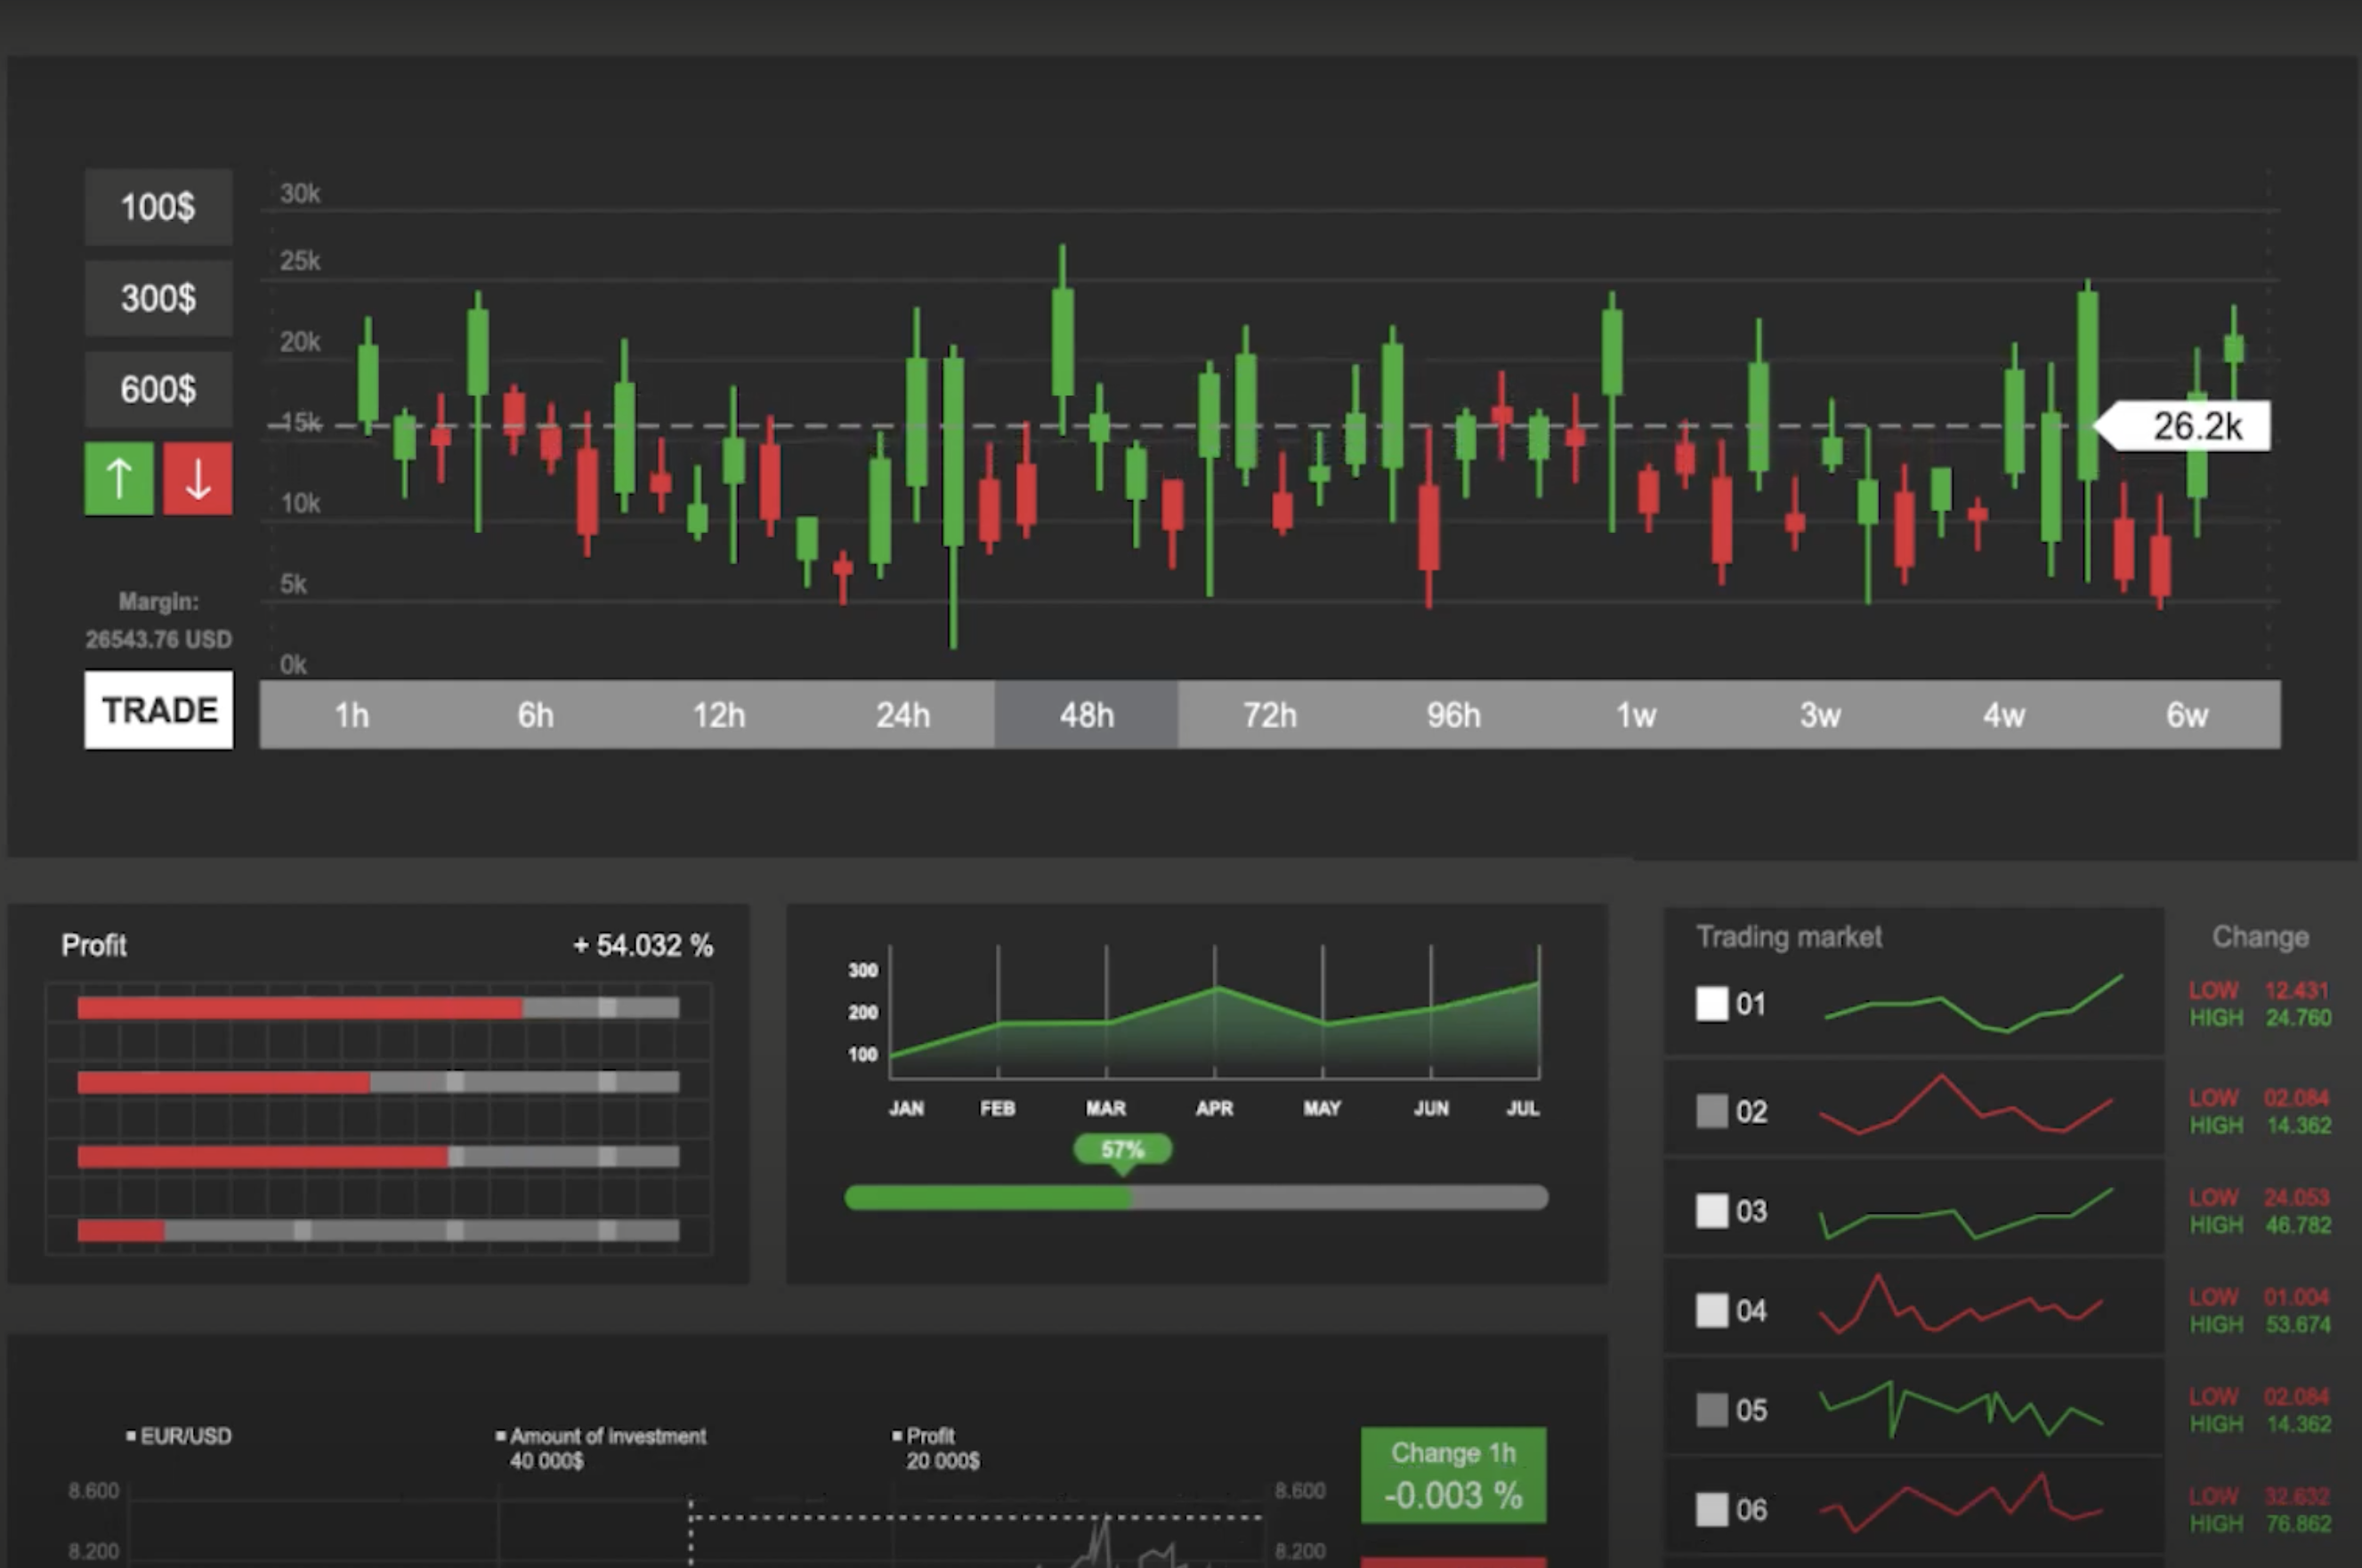 30k
100$
25k
300$
20k
600$
15k
26.2k
↑ ↓
10k
5k
Margin:
26543.76 USD
0k
TRADE
1h 6h 12h 24h 48h 72h 96h 1w 3w 4w 6w
Profit + 54.032 %
300
200
100
JAN FEB MAR APR MAY JUN JUL
57%
Trading market Change
01 LOW 12.431
HIGH 24.760
02 LOW 02.084
HIGH 14.362
03 LOW 24.053
HIGH 46.782
04 LOW 01.004
HIGH 53.674
05 LOW 02.084
HIGH 14.362
06 LOW 32.632
HIGH 76.862
EUR/USD
Amount of investment
40 000$
Profit
20 000$
Change 1h
-0.003 %
8.600 8.600
8.200 8.200